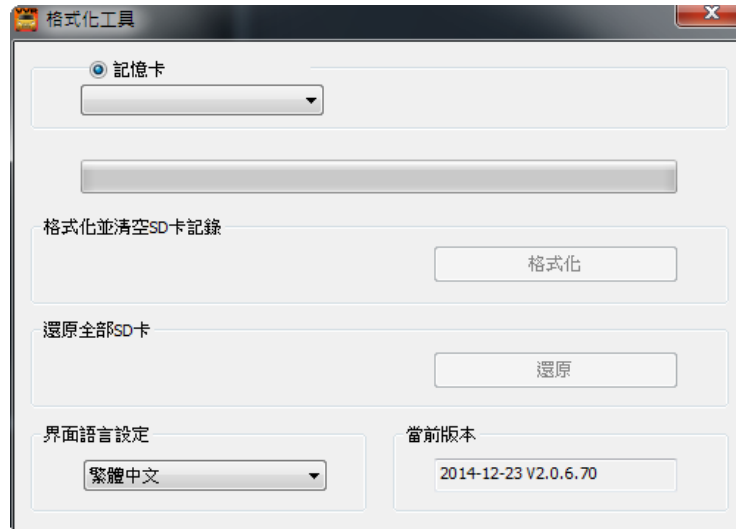 格式化工具
記憶卡
格式化並清空SD卡記錄
格式化
還原全部SD卡
還原
界面語言設定
當前版本
繁體中文
2014-12-23 V2.0.6.70